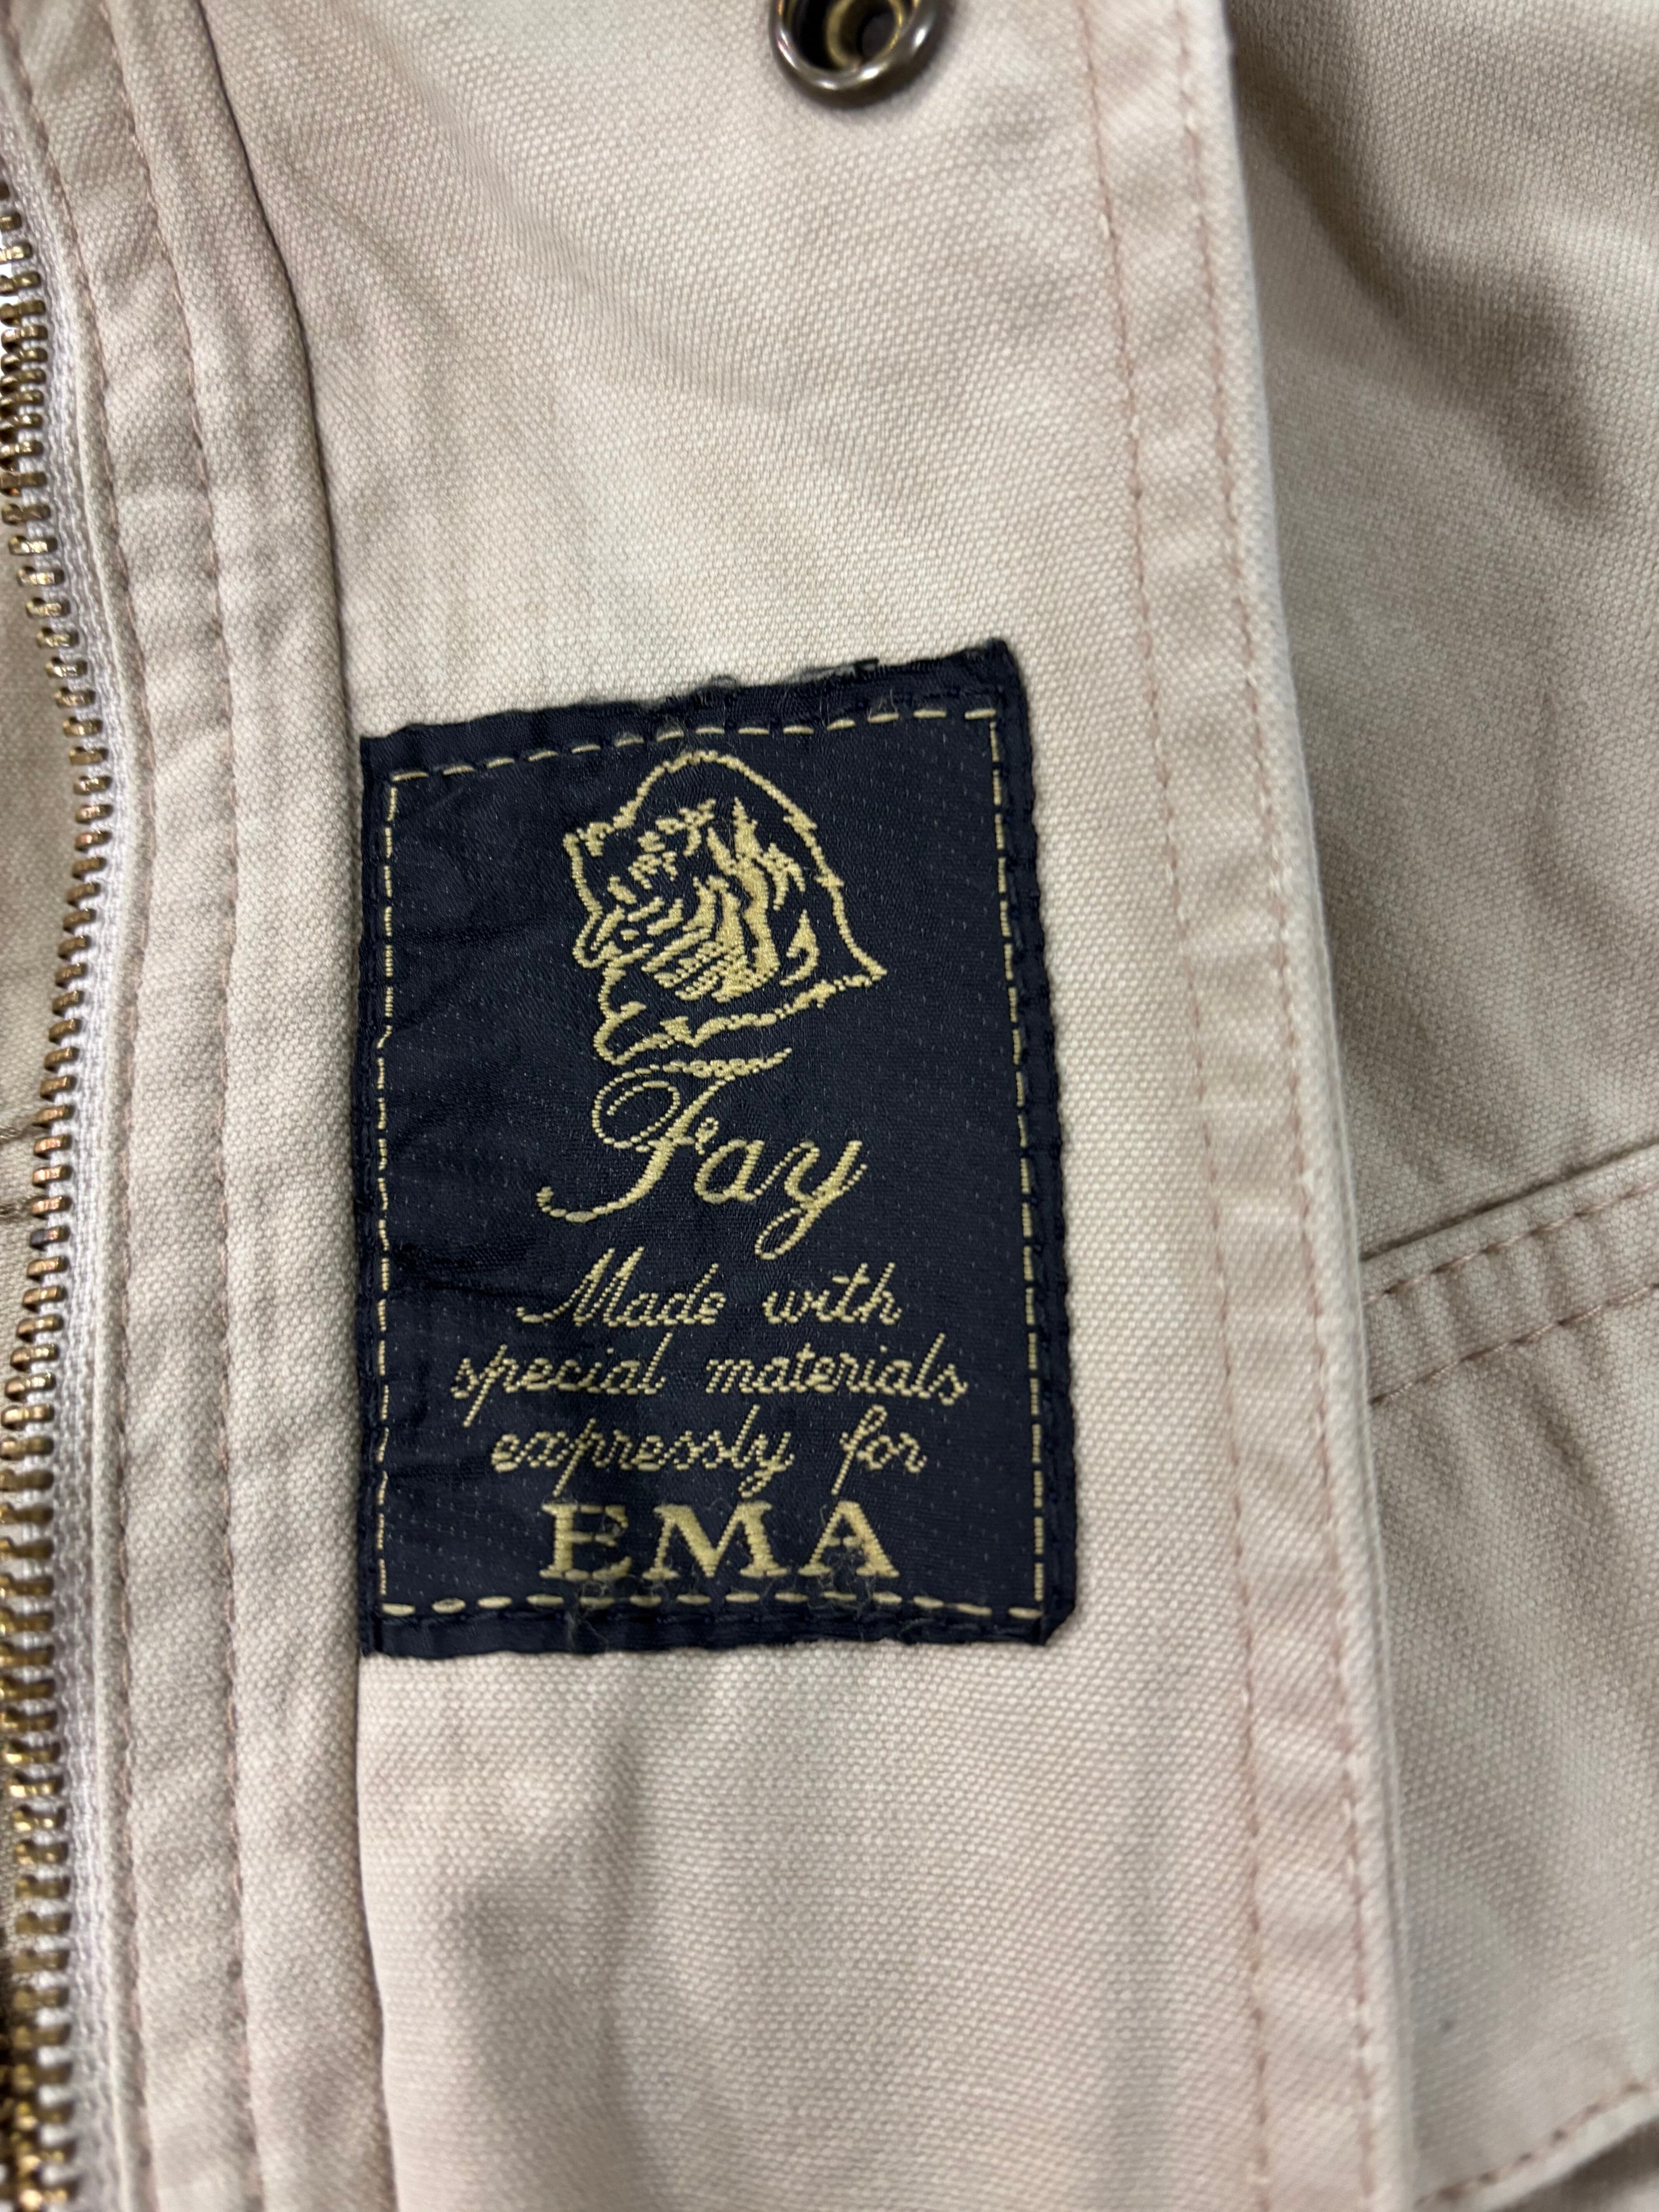 Fay
Made with
special materials
expressly for
EMA